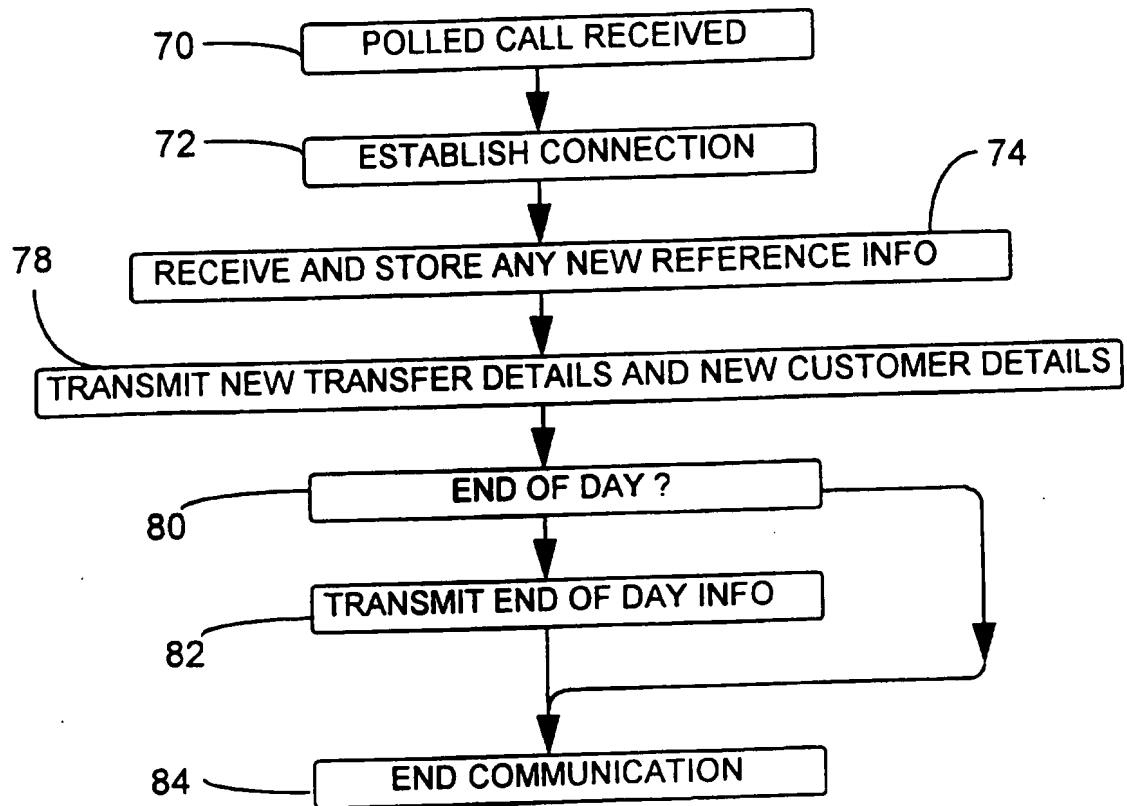 70
POLLED CALL RECEIVED
72
ESTABLISH CONNECTION
74
RECEIVE AND STORE ANY NEW REFERENCE INFO
78
TRANSMIT NEW TRANSFER DETAILS AND NEW CUSTOMER DETAILS
80
END OF DAY ?
82
TRANSMIT END OF DAY INFO
84
END COMMUNICATION